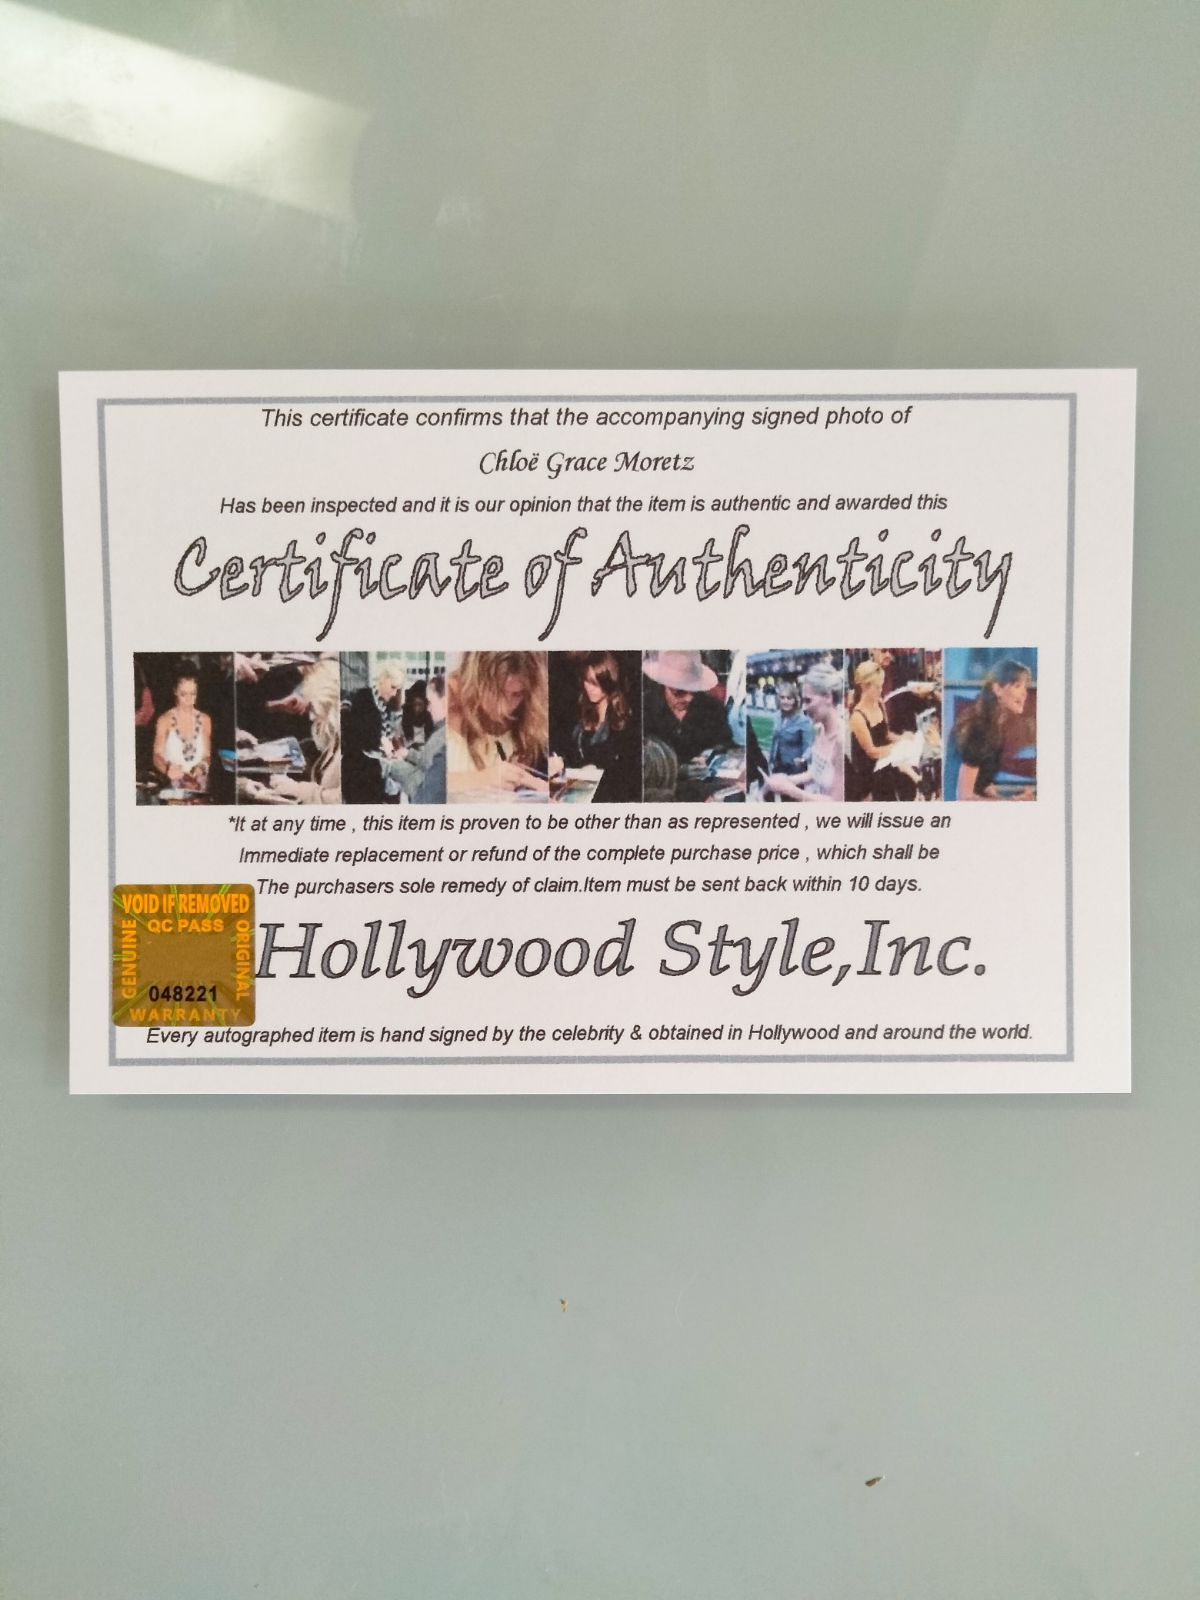 This certificate confirms that the accompanying signed photo of
Chloë Grace Moretz
Has been inspected and it is our opinion that the item is authentic and awarded this
Certificate of Authenticity
*It at any time , this item is proven to be other than as represented , we will issue an
Immediate replacement or refund of the complete purchase price , which shall be
The purchasers sole remedy of claim.Item must be sent back within 10 days.
VOID IF REMOVED
QC PASS
GENUINE
ORIGINAL
048221
WARRANTY
Hollywood Style,Inc.
Every autographed item is hand signed by the celebrity & obtained in Hollywood and around the world.